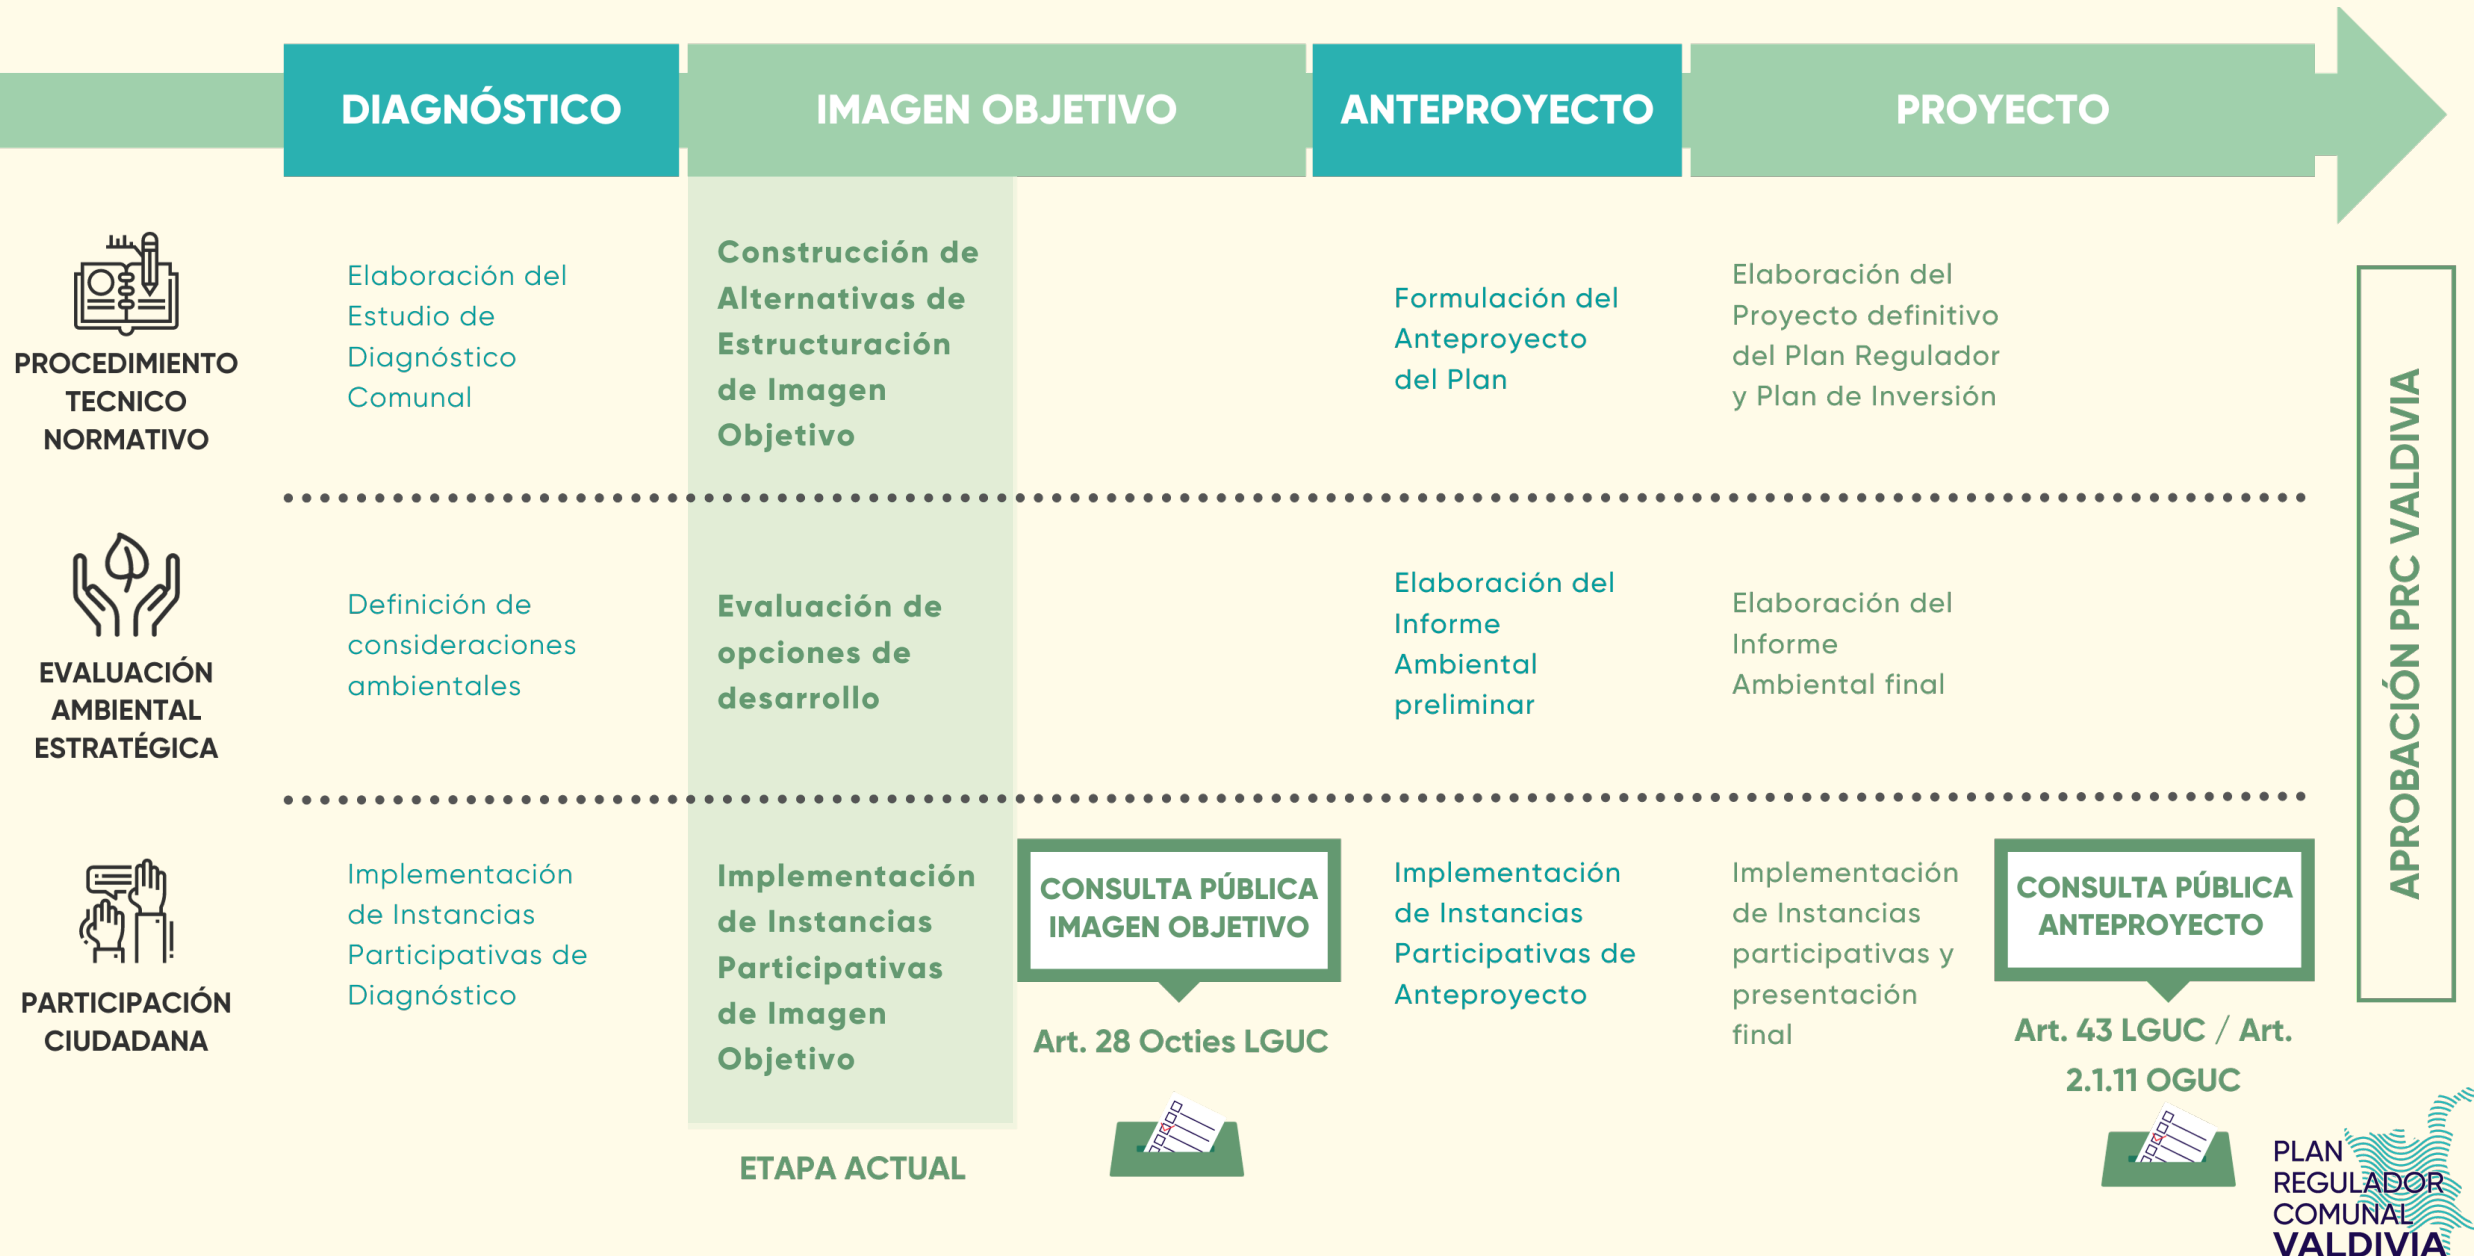 DIAGNÓSTICO
IMAGEN OBJETIVO
ANTEPROYECTO
PROYECTO
PROCEDIMIENTO
TECNICO
NORMATIVO
Elaboración del
Estudio de
Diagnóstico
Comunal
Construcción de
Alternativas de
Estructuración
de Imagen
Objetivo
Formulación del
Anteproyecto
del Plan
Elaboración del
Proyecto definitivo
del Plan Regulador
y Plan de Inversión
EVALUACIÓN
AMBIENTAL
ESTRATÉGICA
Definición de
consideraciones
ambientales
Evaluación de
opciones de
desarrollo
Elaboración del
Informe
Ambiental
preliminar
Elaboración del
Informe
Ambiental final
PARTICIPACIÓN
CIUDADANA
Implementación
de Instancias
Participativas de
Diagnóstico
Implementación
de Instancias
Participativas
de Imagen
Objetivo
ETAPA ACTUAL
CONSULTA PÚBLICA
IMAGEN OBJETIVO
Art. 28 Octies LGUC
Implementación
de Instancias
Participativas de
Anteproyecto
Implementación
de Instancias
participativas y
presentación
final
CONSULTA PÚBLICA
ANTEPROYECTO
Art. 43 LGUC / Art.
2.1.11 OGUC
APROBACIÓN PRC VALDIVIA
PLAN
REGULADOR
COMUNAL
VALDIVIA